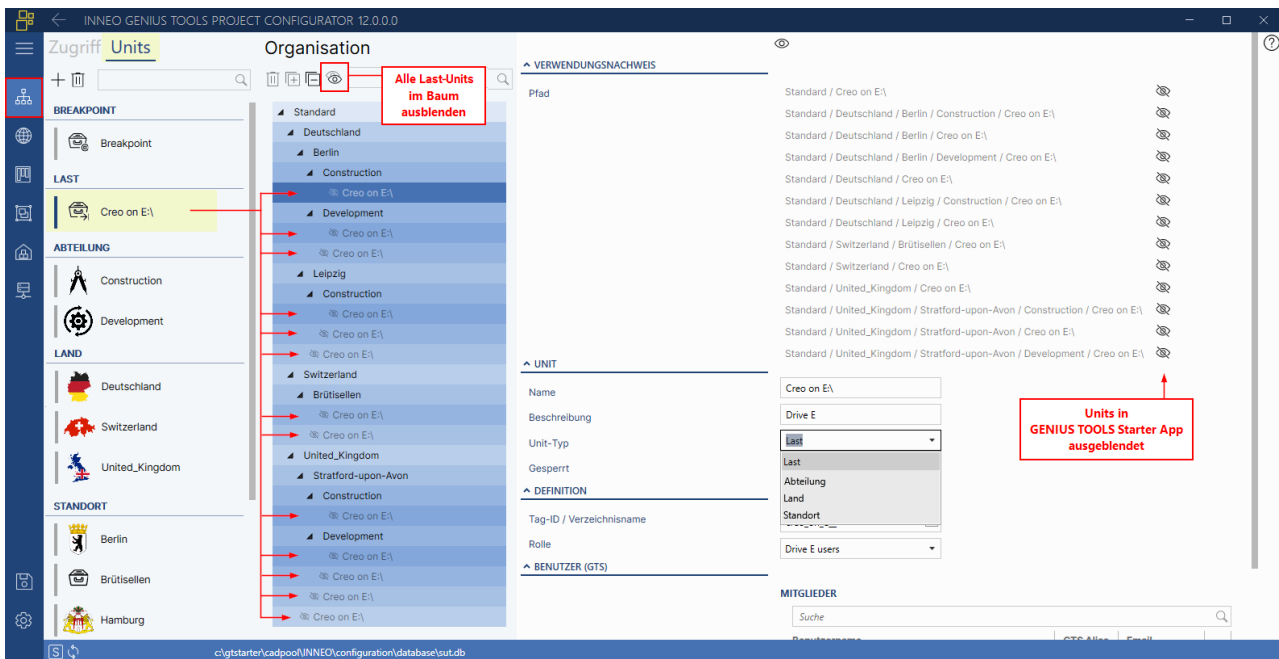 INNEO GENIUS TOOLS PROJECT CONFIGURATOR 12.0.0.0
Zugriff Units
BREAKPOINT
Breakpoint
LAST
Creo on E:\
ABTEILUNG
Construction
Development
LAND
Deutschland
Switzerland
United_Kingdom
STANDORT
Berlin
Brütisellen
Hamburg
Organisation
Alle Last-Units
im Baum
ausblenden
Standard
Deutschland
Berlin
Construction
Creo on E:\
Development
Creo on E:\
Creo on E:\
Leipzig
Construction
Creo on E:\
Creo on E:\
Creo on E:\
Switzerland
Brütisellen
Creo on E:\
Creo on E:\
United_Kingdom
Stratford-upon-Avon
Construction
Creo on E:\
Development
Creo on E:\
Creo on E:\
Creo on E:\
Creo on E:\
VERWENDUNGSNACHWEIS
Pfad
Standard / Creo on E:\
Standard / Deutschland / Berlin / Construction / Creo on E:\
Standard / Deutschland / Berlin / Creo on E:\
Standard / Deutschland / Berlin / Development / Creo on E:\
Standard / Deutschland / Creo on E:\
Standard / Deutschland / Leipzig / Construction / Creo on E:\
Standard / Deutschland / Leipzig / Creo on E:\
Standard / Switzerland / Brütisellen / Creo on E:\
Standard / Switzerland / Creo on E:\
Standard / United_Kingdom / Creo on E:\
Standard / United_Kingdom / Stratford-upon-Avon / Construction / Creo on E:\
Standard / United_Kingdom / Stratford-upon-Avon / Creo on E:\
Standard / United_Kingdom / Stratford-upon-Avon / Development / Creo on E:\
UNIT
Name
Creo on E:\
Beschreibung
Drive E
Unit-Typ
Last
Last
Abteilung
Land
Standort
Gesperrt
Units in
GENIUS TOOLS Starter App
ausgeblendet
DEFINITION
Tag-ID / Verzeichnisname
Rolle
Drive E users
BENUTZER (GTS)
MITGLIEDER
Suche
GTS Alias
Email
S
c:\gtstarter\cadpool\INNEO\configuration\database\sut.db